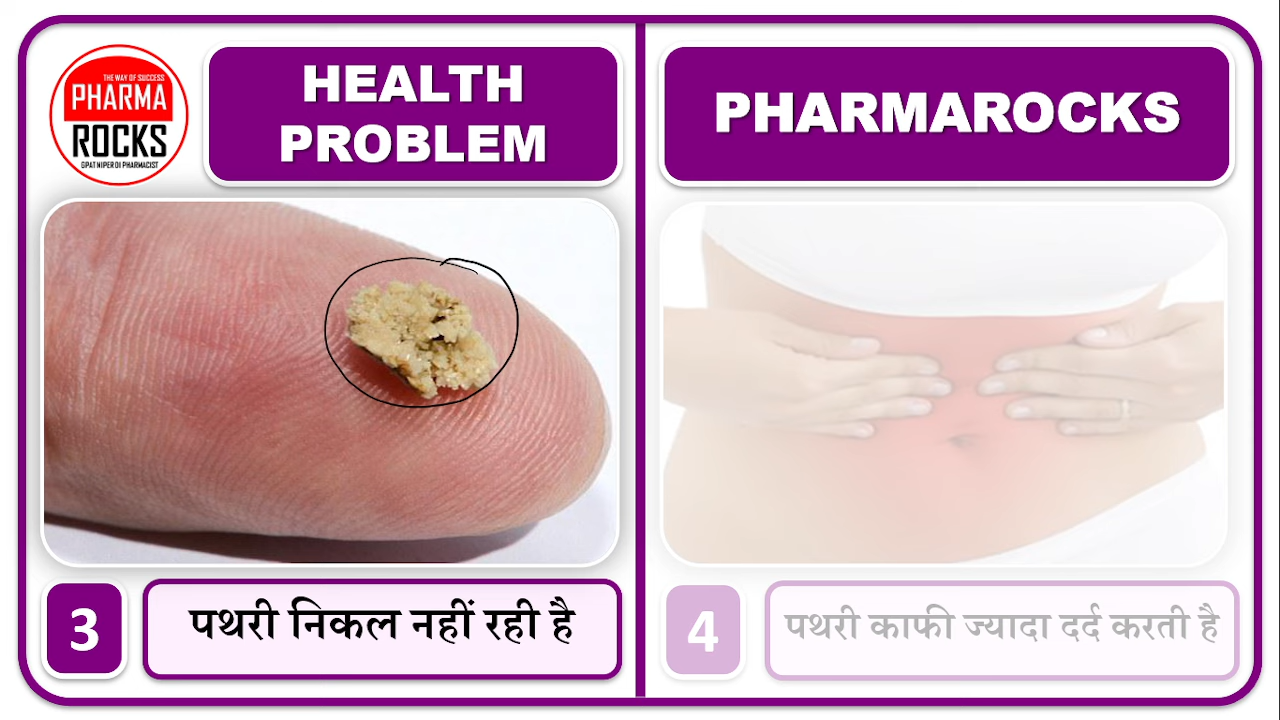 THE WAY OF SUCCESS
PHARMA
ROCKS
GPAT NIPER DI PHARMACIST
HEALTH
PROBLEM
PHARMAROCKS
3
पथरी निकल नहीं रही है
4
पथरी काफी ज्यादा दर्द करती है